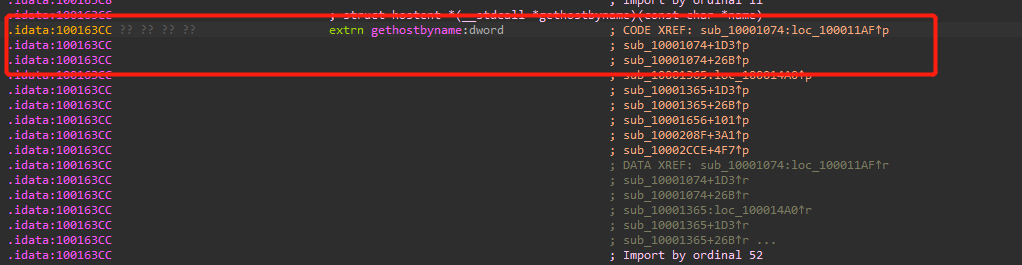 .idata:100163C8 ; Import by ordinal 11
.idata:100163CC ; struct hostent *(__stdcall *gethostbyname)(const char *name)
.idata:100163CC ?? ?? ?? ?? extrn gethostbyname:dword ; CODE XREF: sub_10001074:loc_100011AF↑p
.idata:100163CC ; sub_10001074+1D3↑p
.idata:100163CC ; sub_10001074+26B↑p
.idata:100163CC ; sub_10001365:loc_100014A0↑p
.idata:100163CC ; sub_10001365+1D3↑p
.idata:100163CC ; sub_10001365+26B↑p
.idata:100163CC ; sub_10001656+101↑p
.idata:100163CC ; sub_1000208F+3A1↑p
.idata:100163CC ; sub_10002CCE+4F7↑p
.idata:100163CC ; DATA XREF: sub_10001074:loc_100011AF↑r
.idata:100163CC ; sub_10001074+1D3↑r
.idata:100163CC ; sub_10001074+26B↑r
.idata:100163CC ; sub_10001365:loc_100014A0↑r
.idata:100163CC ; sub_10001365+1D3↑r
.idata:100163CC ; sub_10001365+26B↑r ...
.idata:100163CC ; Import by ordinal 52